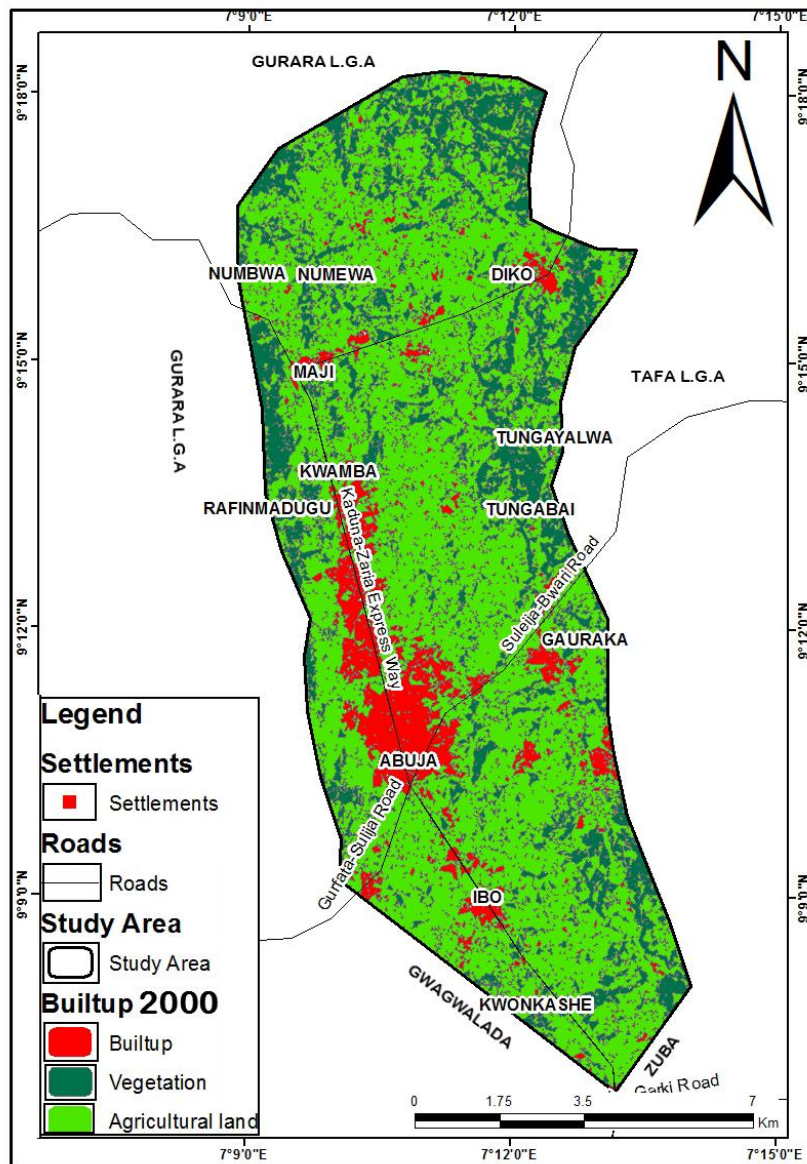 7°9'0"E 7°12'0"E 7°15'0"E
GURARA L.G.A
N
9°18'0"N
9°18'0"N
NUMBWA NUMEWA DIKO
9°15'0"N
9°15'0"N
GURARA L.G.A
MAJI
TAFA L.G.A
TUNGAYALWA
KWAMBA
RAFINMADUGU
TUNGABAI
Kaduna-Zaria Express Way
Suleija-Bwari Road
9°12'0"N
9°12'0"N
GAURAKA
ABUJA
Gurfata-Sulija Road
9°9'0"N
9°9'0"N
IBO
GWAGWALADA
KWONKASHE
ZUBA
Garki Road
Legend
Settlements
Settlements
Roads
Roads
Study Area
Study Area
Builtup 2000
Builtup
Vegetation
Agricultural land
0 1.75 3.5 7
Km
7°9'0"E 7°12'0"E 7°15'0"E